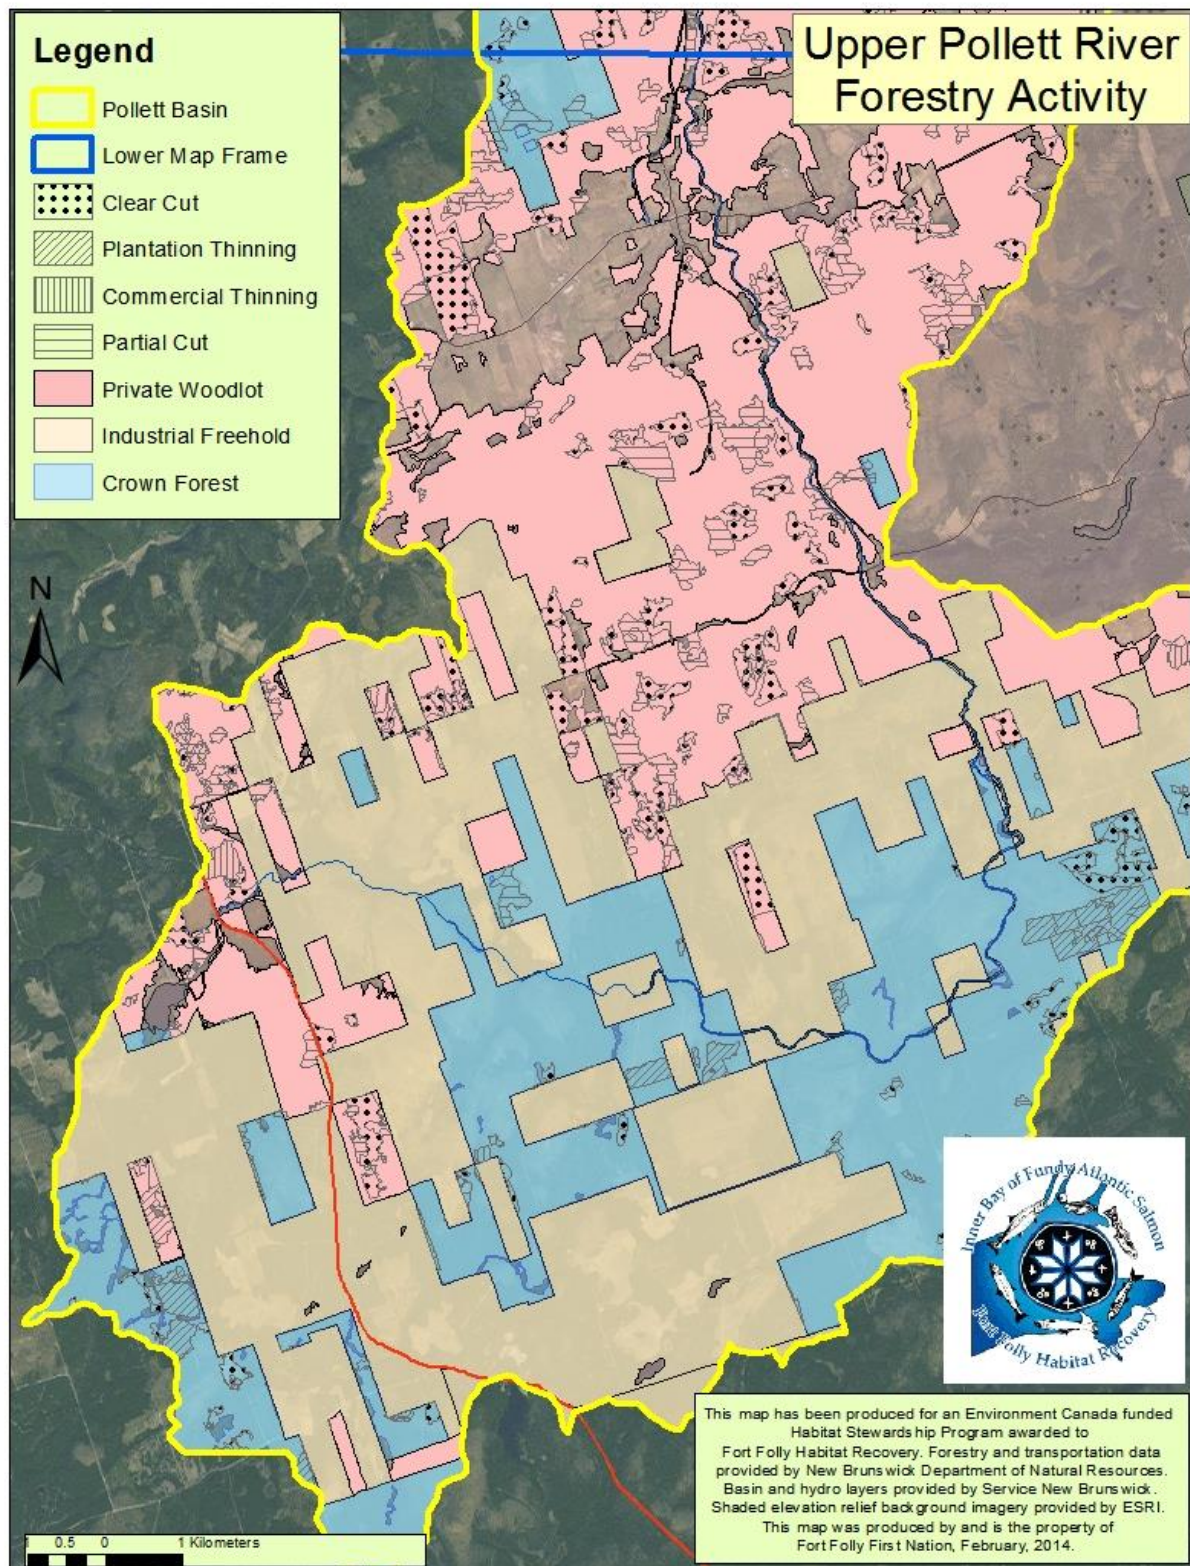 Upper Pollett River
Forestry Activity
Legend
Pollett Basin
Lower Map Frame
Clear Cut
Plantation Thinning
Commercial Thinning
Partial Cut
Private Woodlot
Industrial Freehold
Crown Forest
N
Inner Bay of Fundy Atlantic Salmon
Fort Folly Habitat Recovery
This map has been produced for an Environment Canada funded
Habitat Stewardship Program awarded to
Fort Folly Habitat Recovery. Forestry and transportation data
provided by New Brunswick Department of Natural Resources.
Basin and hydro layers provided by Service New Brunswick.
Shaded elevation relief background imagery provided by ESRI.
This map was produced by and is the property of
Fort Folly First Nation, February, 2014.
1 0.5 0 1 Kilometers